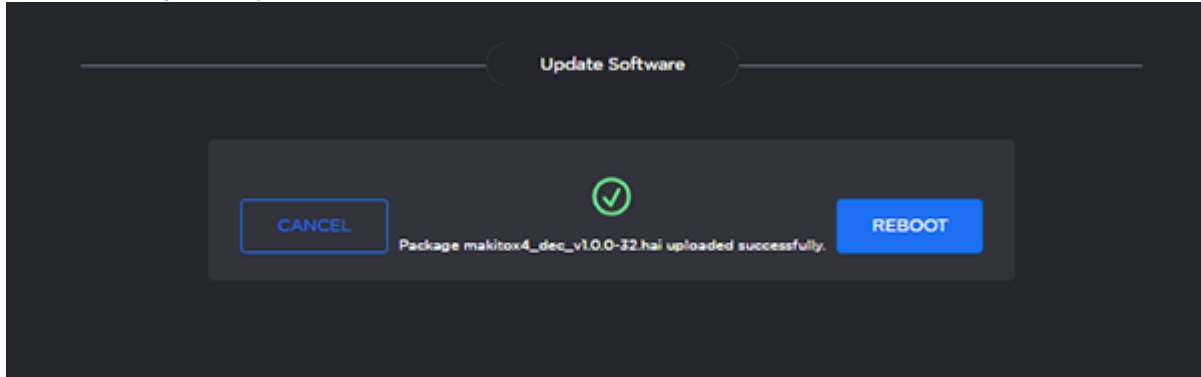 Update Software
CANCEL
Package makitox4_dec_v1.0.0-32.hai uploaded successfully.
REBOOT